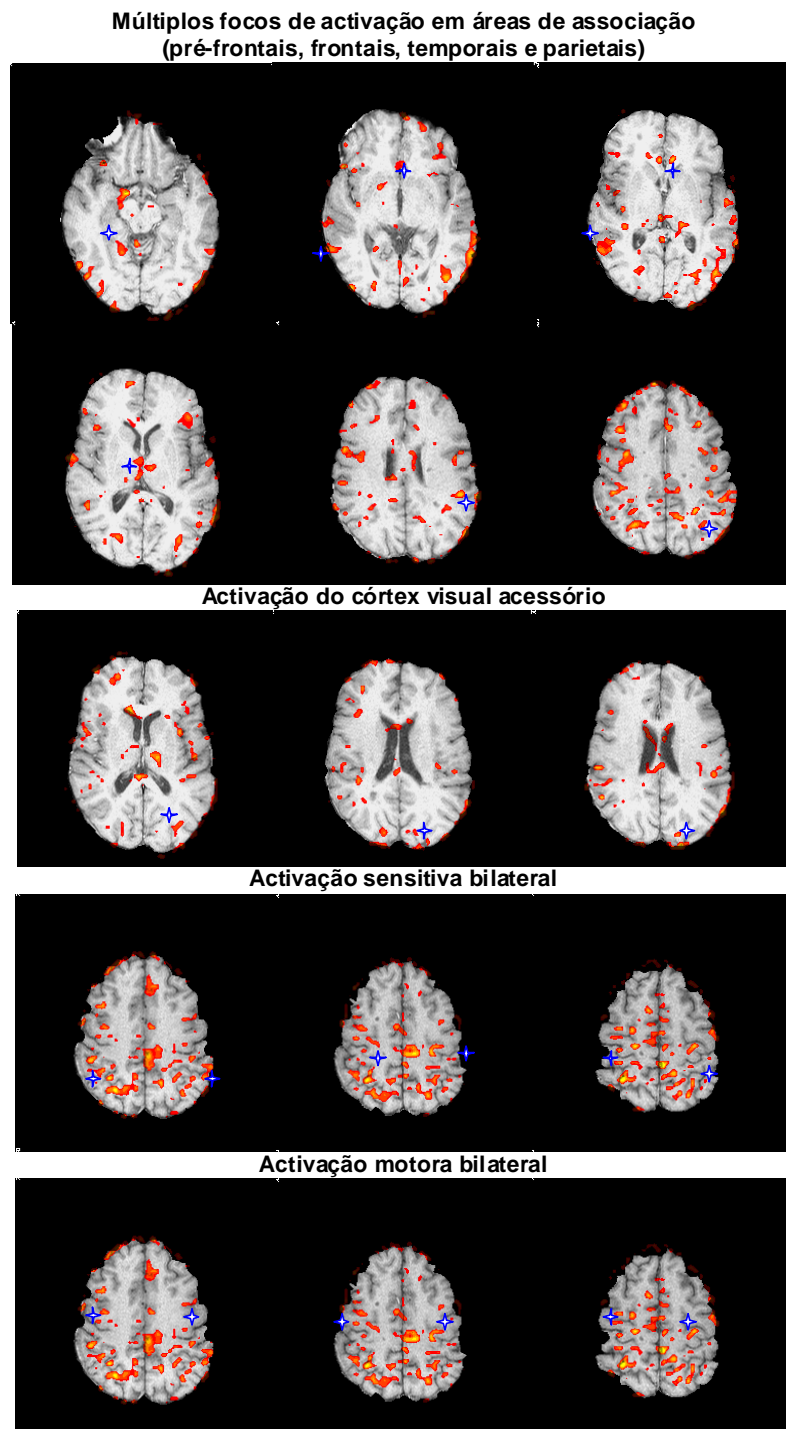 Múltiplos focos de activação em áreas de associação
(pré-frontais, frontais, temporais e parietais)
Activação do córtex visual acessório
Activação sensitiva bilateral
Activação motora bilateral